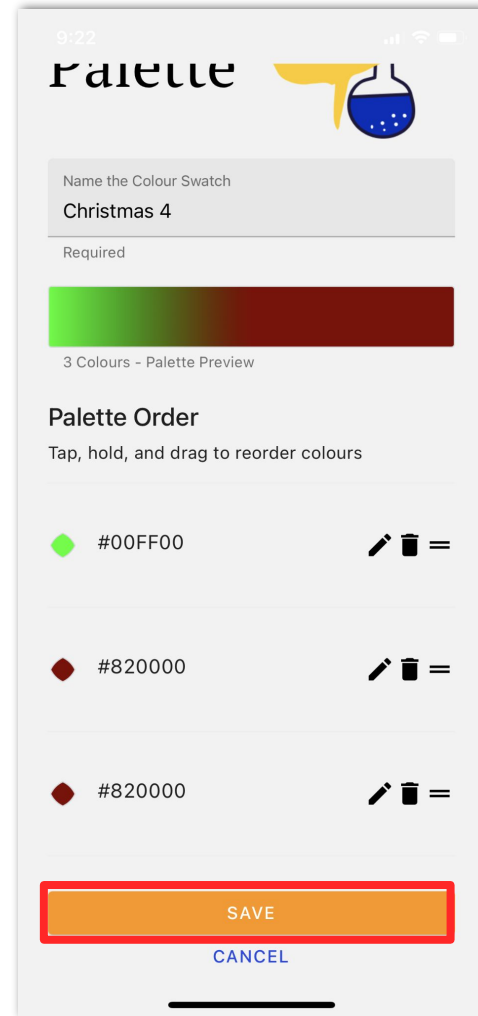 9:22
Palette
Name the Colour Swatch
Christmas 4
Required
3 Colours - Palette Preview
Palette Order
Tap, hold, and drag to reorder colours
#00FF00
#820000
#820000
SAVE
CANCEL